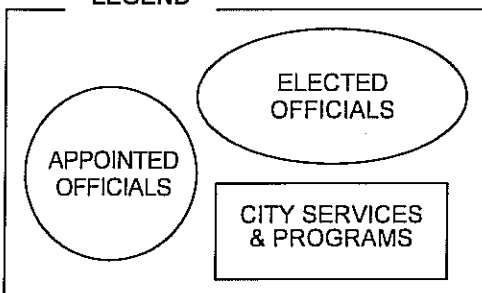 LEGEND
ELECTED
OFFICIALS
APPOINTED
OFFICIALS
CITY SERVICES
& PROGRAMS